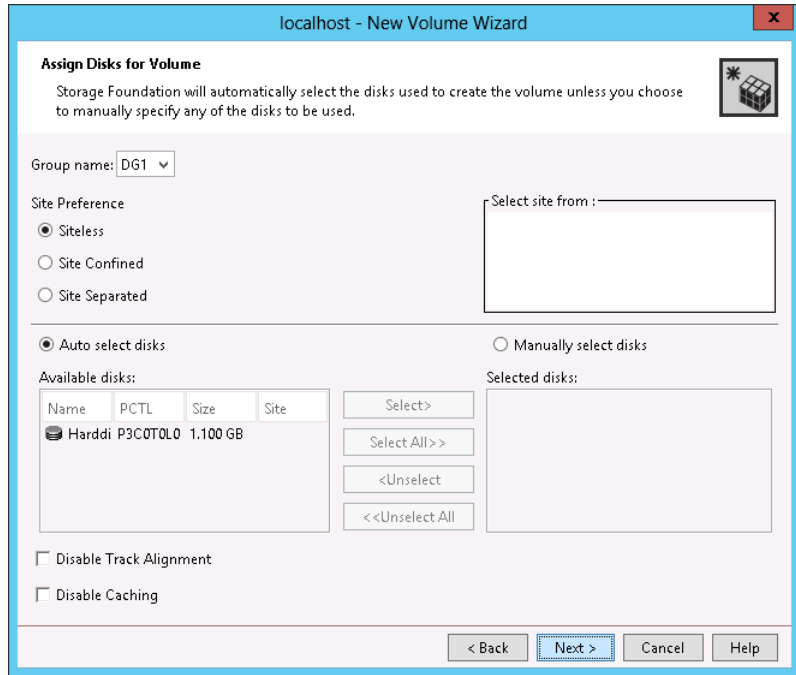 localhost - New Volume Wizard
x
Assign Disks for Volume
Storage Foundation will automatically select the disks used to create the volume unless you choose
to manually specify any of the disks to be used.
Group name: DG1
Site Preference
Select site from :
Siteless
Site Confined
Site Separated
Auto select disks
Manually select disks
Available disks:
Selected disks:
Name PCTL Size Site
Harddi P3C0T0L0 1.100 GB
Select>
Select All>>
<Unselect
<<Unselect All
Disable Track Alignment
Disable Caching
< Back Next > Cancel Help